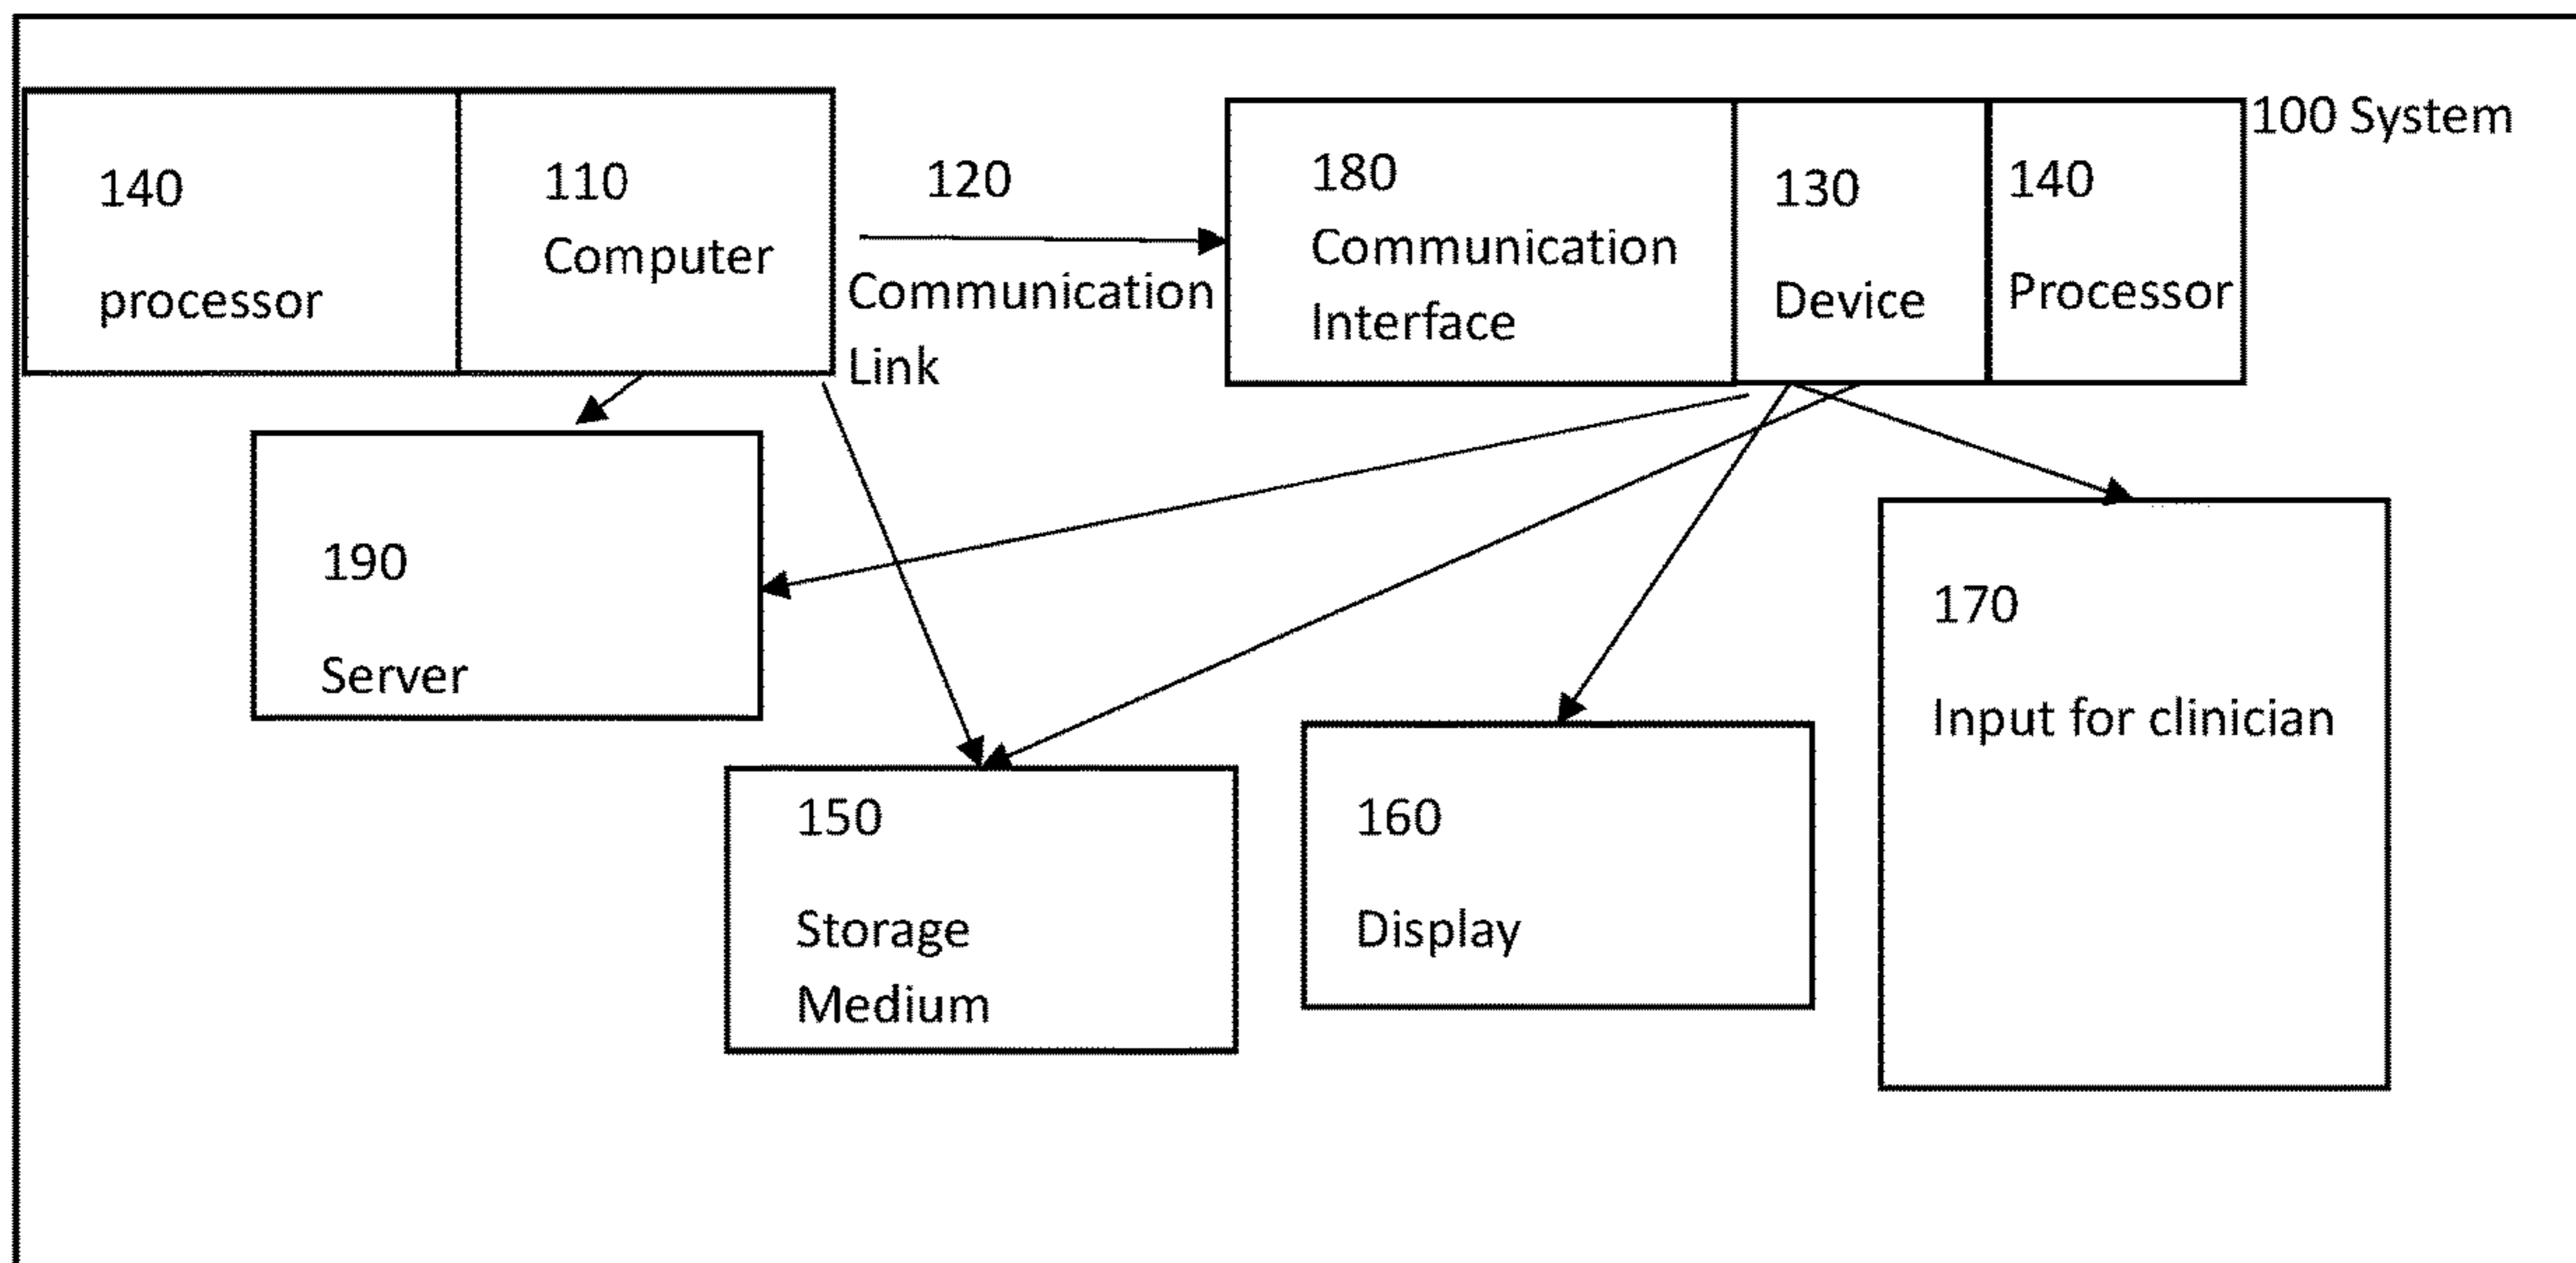 140
processor
110
Computer
120
Communication
Link
180
Communication
Interface
130
Device
140
Processor
100 System
190
Server
150
Storage
Medium
160
Display
170
Input for clinician